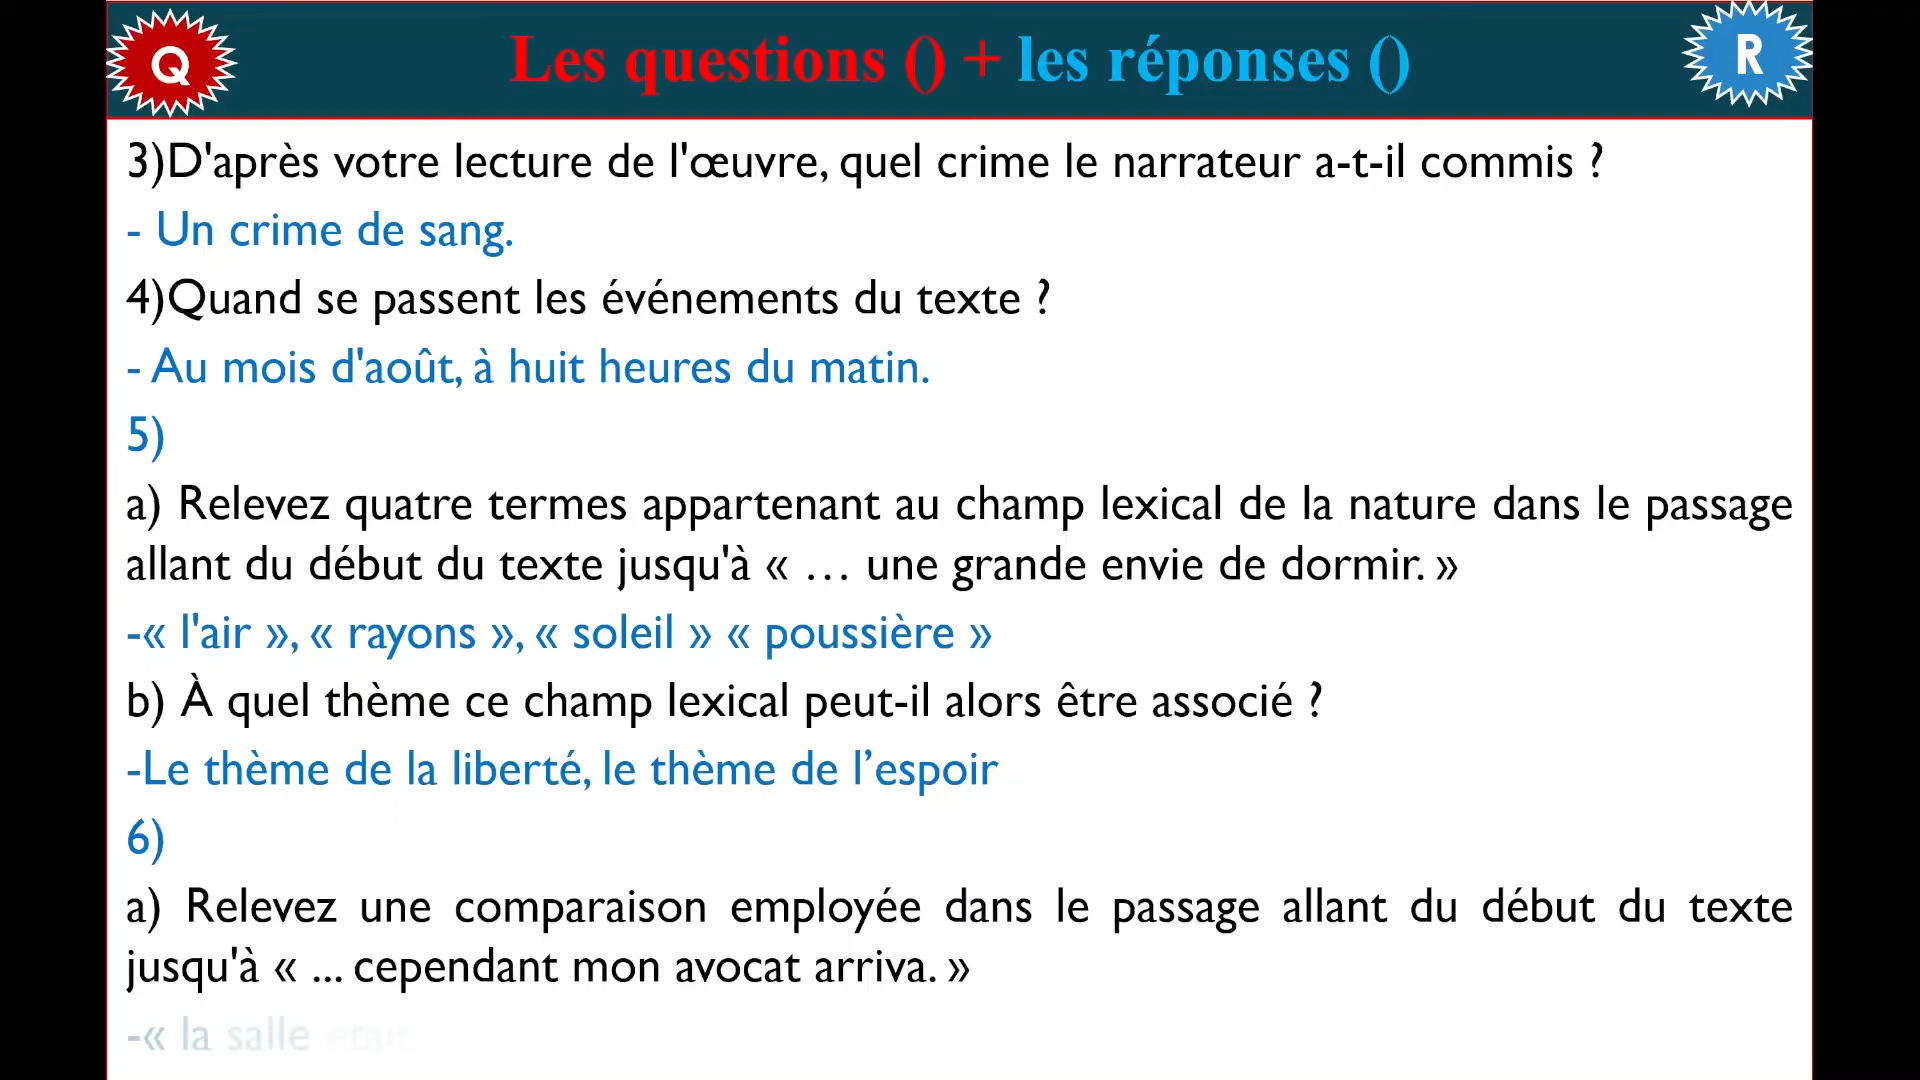 Q
Les questions () + les réponses ()
R
3)D'après votre lecture de l'œuvre, quel crime le narrateur a-t-il commis ?
- Un crime de sang.
4)Quand se passent les événements du texte ?
- Au mois d'août, à huit heures du matin.
5)
a) Relevez quatre termes appartenant au champ lexical de la nature dans le passage
allant du début du texte jusqu'à « … une grande envie de dormir. »
-« l'air », « rayons », « soleil » « poussière »
b) À quel thème ce champ lexical peut-il alors être associé ?
-Le thème de la liberté, le thème de l’espoir
6)
a) Relevez une comparaison employée dans le passage allant du début du texte
jusqu'à « ... cependant mon avocat arriva. »
-« la salle